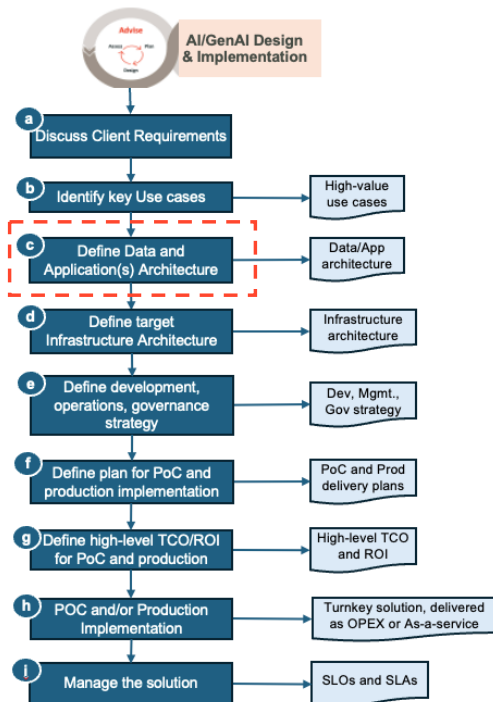 Advise
Assess
Plan
Design
AI/GenAI Design
& Implementation
a
Discuss Client Requirements
b
Identify key Use cases
High-value
use cases
c
Define Data and
Application(s) Architecture
Data/App
architecture
d
Define target
Infrastructure Architecture
Infrastructure
architecture
e
Define development,
operations, governance
strategy
Dev, Mgmt.,
Gov strategy
f
Define plan for PoC and
production implementation
PoC and Prod
delivery plans
g
Define high-level TCO/ROI
for PoC and production
High-level TCO
and ROI
h
POC and/or Production
Implementation
Turnkey solution, delivered
as OPEX or As-a-service
i
Manage the solution
SLOs and SLAs